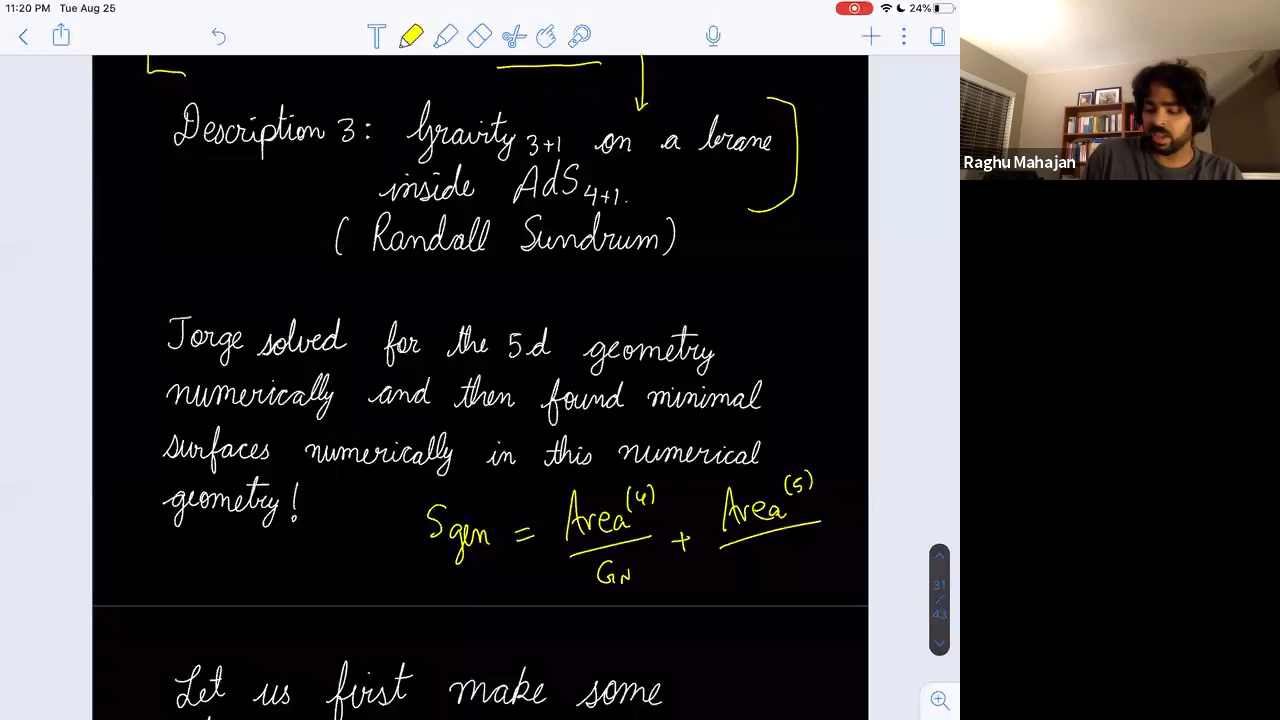 11:20 PM Tue Aug 25
24%
Description 3: Gravity 3+1 on a brane
inside AdS 4+1.
(Randall Sundrum)
Jorge solved for the 5d geometry
numerically and then found minimal
surfaces numerically in this numerical
geometry!
Sgen = Area^(4) / GN + Area^(5)
31
/
43
Let us first make some
Raghu Mahajan